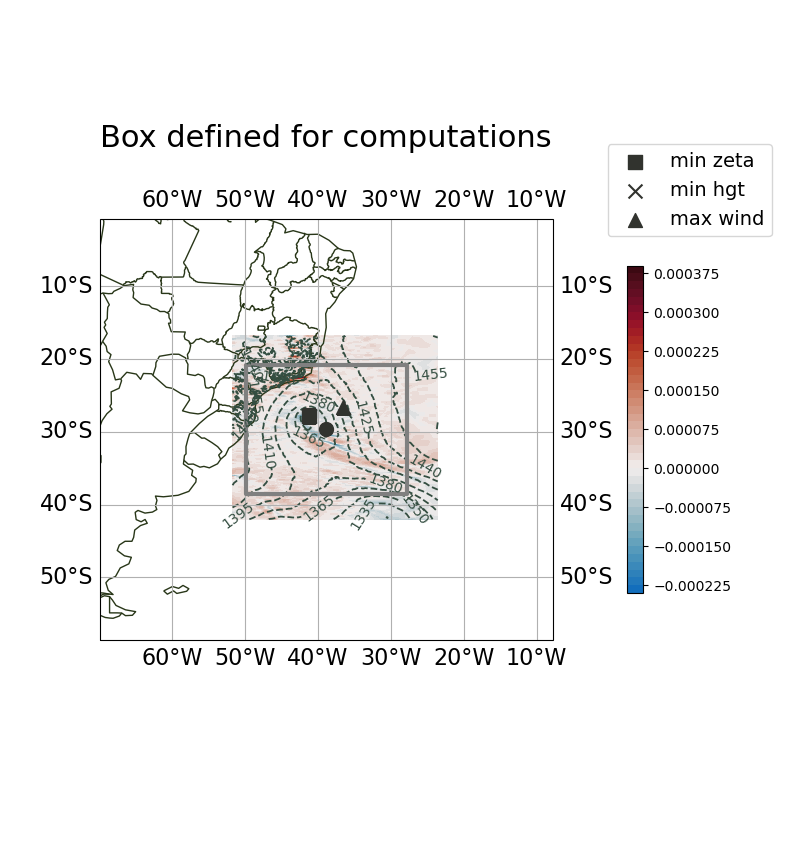 Box defined for computations
min zeta
min hgt
max wind
60°W 50°W 40°W 30°W 20°W 10°W
10°S 10°S
20°S 20°S
30°S 30°S
40°S 40°S
50°S 50°S
60°W 50°W 40°W 30°W 20°W 10°W
1455
1380
1425
1365
1410
1440
1380
1365
1395
1335
1350
0.000375
0.000300
0.000225
0.000150
0.000075
0.000000
−0.000075
−0.000150
−0.000225